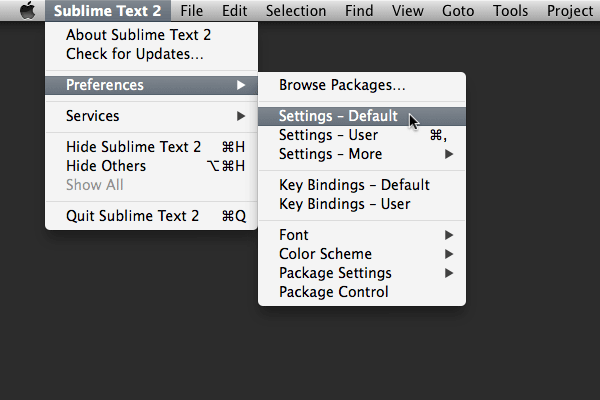 Sublime Text 2 File Edit Selection Find View Goto Tools Project
About Sublime Text 2
Check for Updates...
Preferences
Services
Hide Sublime Text 2 ⌘H
Hide Others ⌥⌘H
Show All
Quit Sublime Text 2 ⌘Q
Browse Packages...
Settings – Default
Settings – User ⌘,
Settings – More
Key Bindings – Default
Key Bindings – User
Font
Color Scheme
Package Settings
Package Control